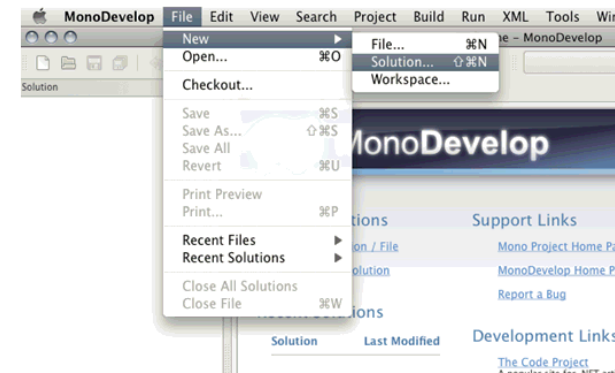 MonoDevelop File Edit View Search Project Build Run XML Tools
New
File... ⌘N
Solution... ⇧⌘N
Workspace...
– MonoDevelop
Open... ⌘O
Checkout...
Solution
Save ⌘S
Save As... ⇧⌘S
Save All
Revert ⌘U
MonoDevelop
Print Preview
Print... ⌘P
Recent Files
Recent Solutions
Close All Solutions
Close File ⌘W
/ File
Solution Last Modified
Support Links
Mono Project Home
MonoDevelop Home
Report a Bug
Development Links
The Code Project